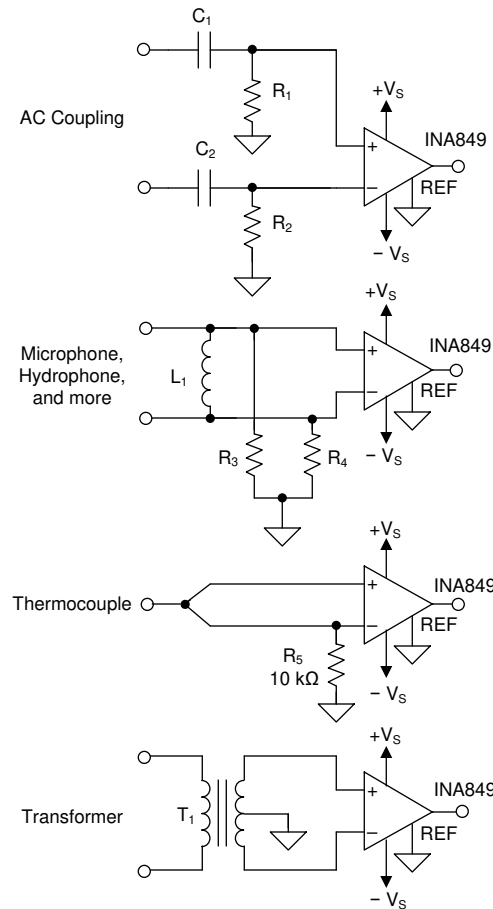 C1
R1
+VS
AC Coupling
INA849
+
C2
−
REF
R2
− VS
+VS
INA849
Microphone,
Hydrophone,
and more
L1
+
−
REF
R3
R4
− VS
+VS
INA849
Thermocouple
+
−
REF
R5
10 kΩ
− VS
+VS
INA849
Transformer
T1
+
−
REF
− VS